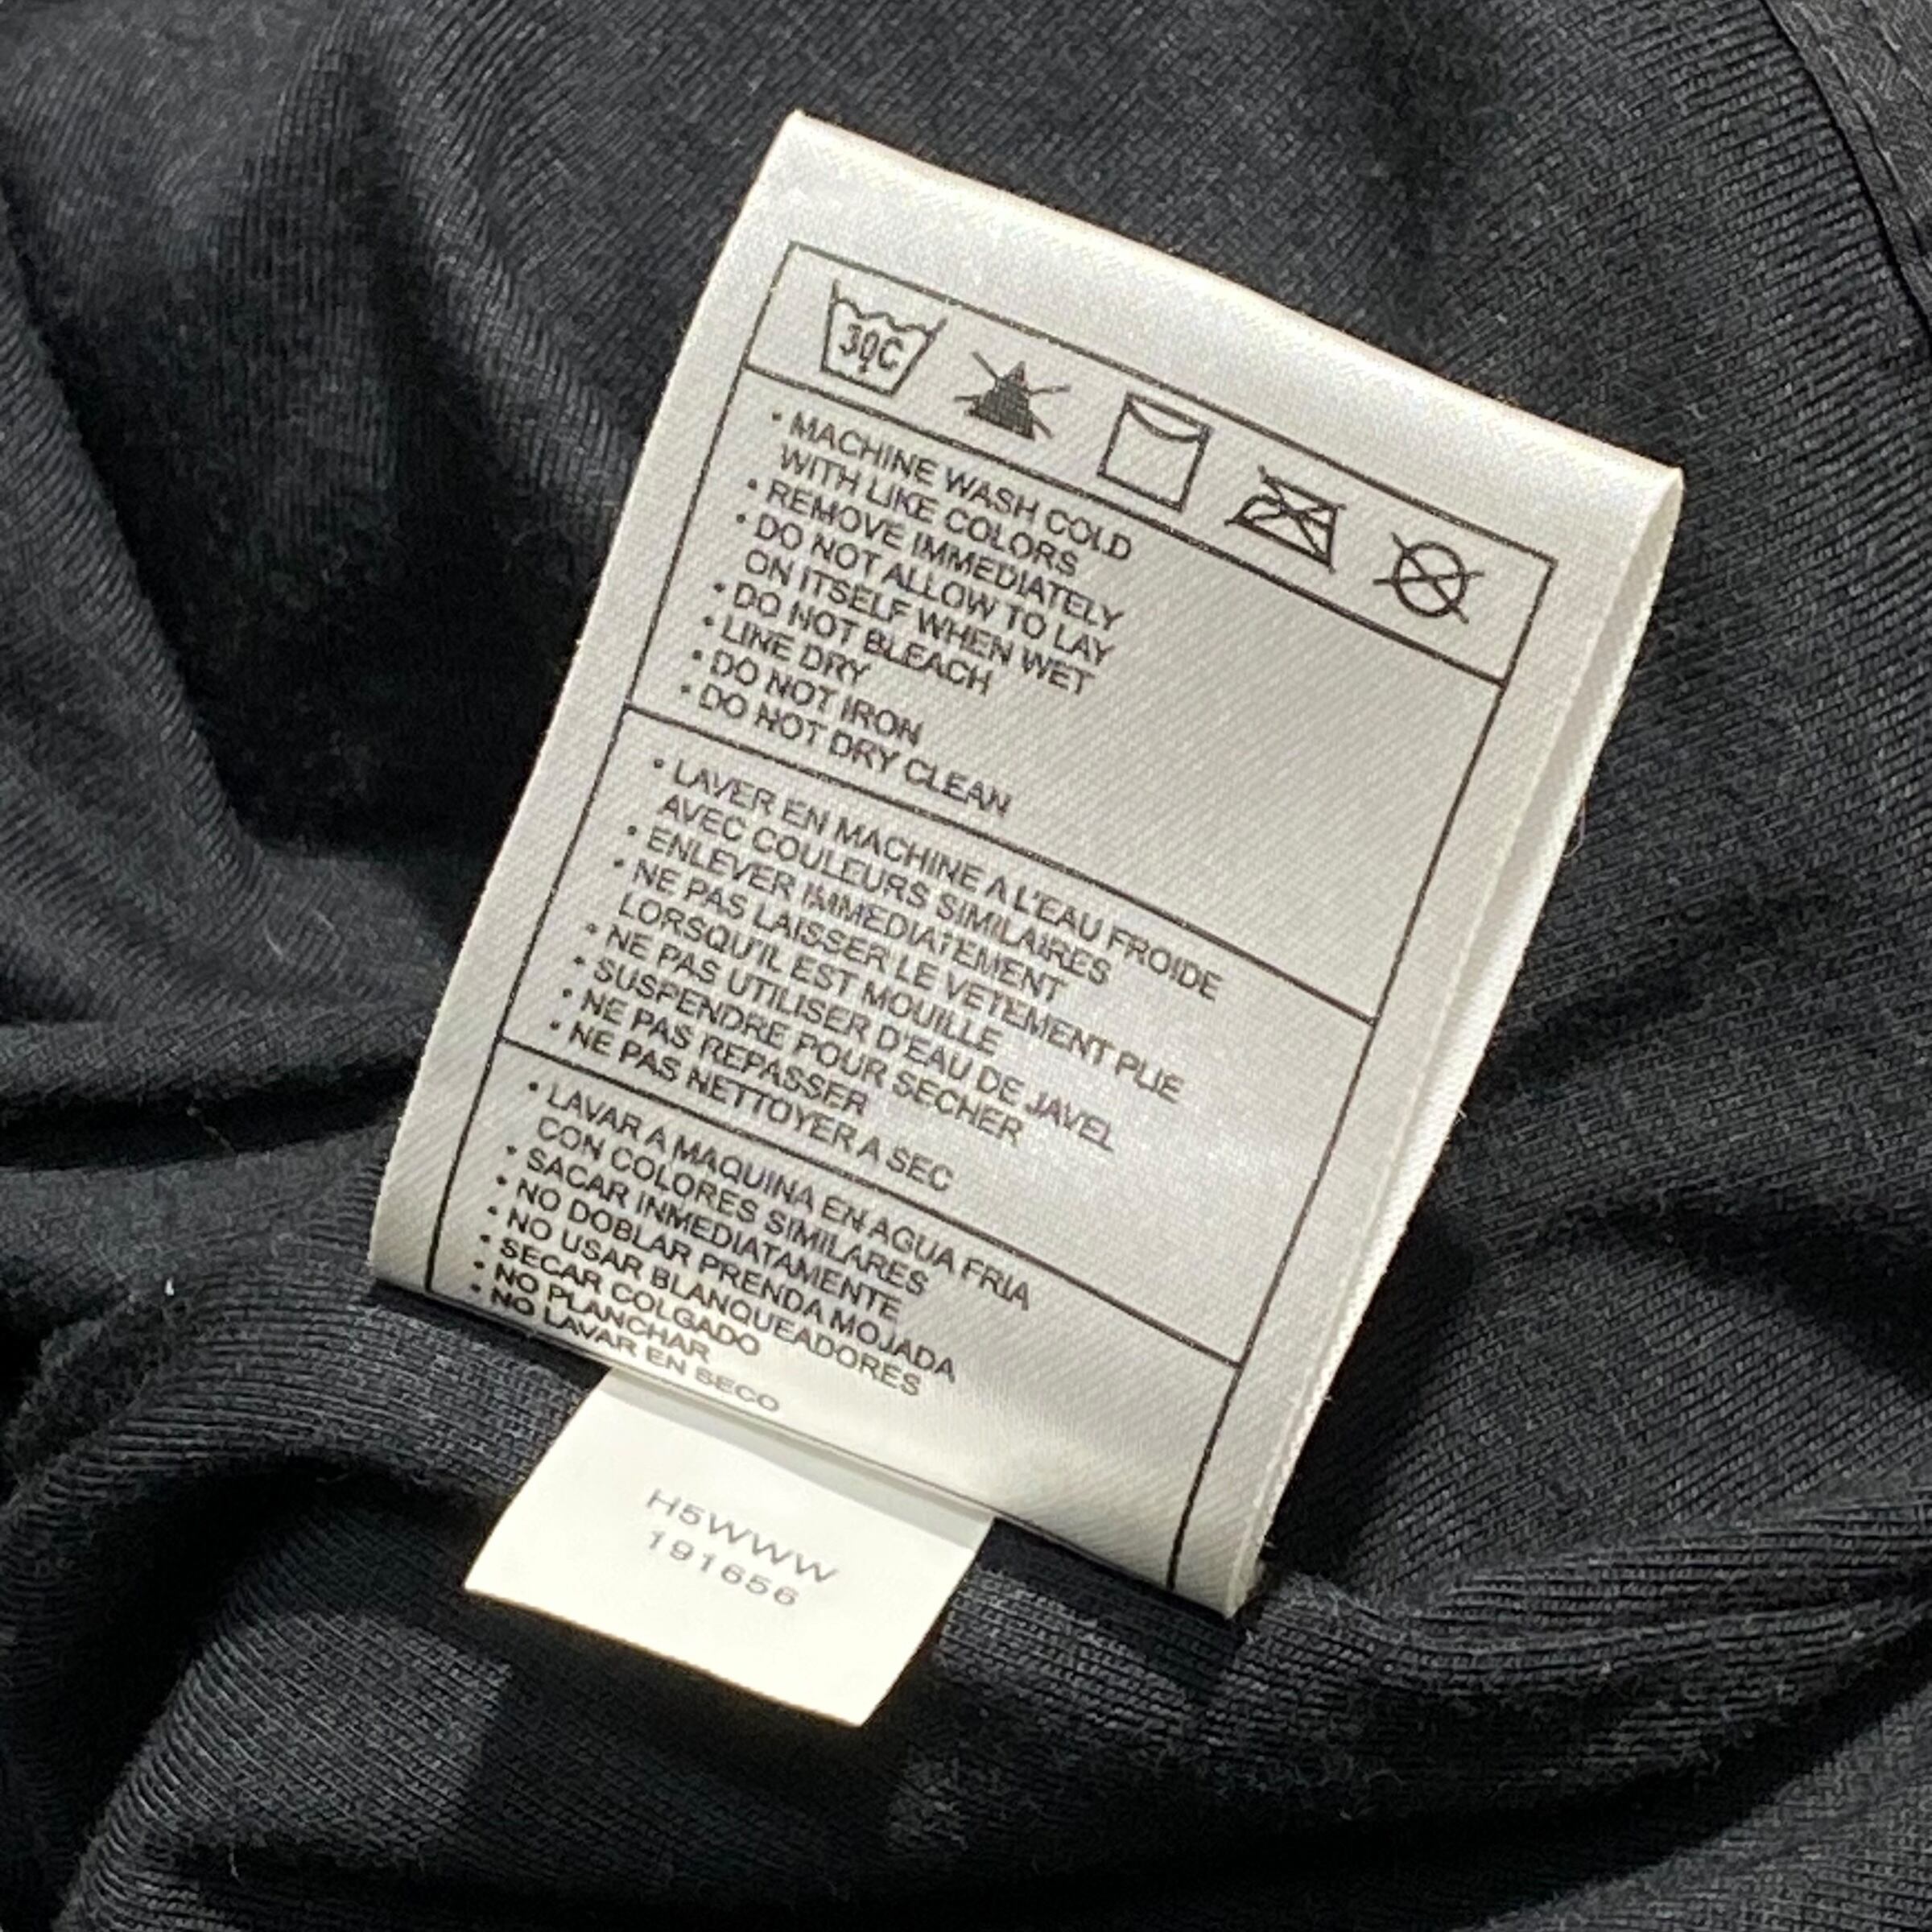 30C
• MACHINE WASH COLD
WITH LIKE COLORS
• REMOVE IMMEDIATELY
• DO NOT ALLOW TO LAY
ON ITSELF WHEN WET
• DO NOT BLEACH
• LINE DRY
• DO NOT IRON
• DO NOT DRY CLEAN
• LAVER EN MACHINE A L'EAU FROIDE
AVEC COULEURS SIMILAIRES
• ENLEVER IMMEDIATEMENT
• NE PAS LAISSER LE VETEMENT PLIE
LORSQU'IL EST MOUILLE
• NE PAS UTILISER D'EAU DE JAVEL
• SUSPENDRE POUR SECHER
• NE PAS REPASSER
• NE PAS NETTOYER A SEC
• LAVAR A MAQUINA EN AGUA FRIA
CON COLORES SIMILARES
• SACAR INMEDIATAMENTE
• NO DOBLAR PRENDA MOJADA
• NO USAR BLANQUEADORES
• SECAR COLGADO
• NO PLANCHAR
• NO LAVAR EN SECO
H5WWW
191656